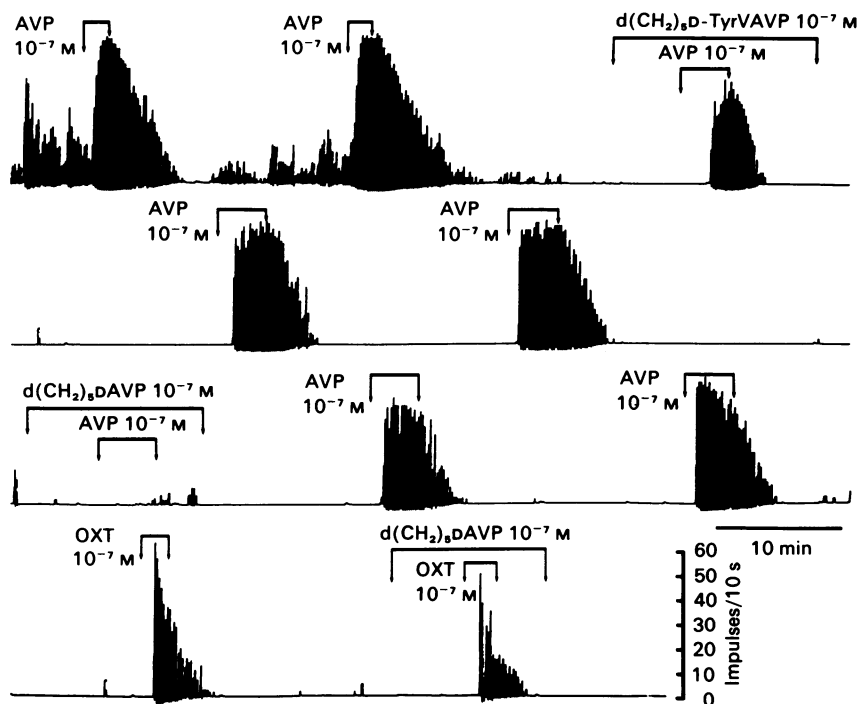 AVP
10⁻⁷ M
AVP
10⁻⁷ M
d(CH₂)₅D-TyrVAVP 10⁻⁷ M
AVP 10⁻⁷ M
AVP
10⁻⁷ M
AVP
10⁻⁷ M
d(CH₂)₅DAVP 10⁻⁷ M
AVP 10⁻⁷ M
AVP
10⁻⁷ M
AVP
10⁻⁷ M
10 min
OXT
10⁻⁷ M
d(CH₂)₅DAVP 10⁻⁷ M
OXT
10⁻⁷ M
60
50
40
30
20
10
0
Impulses/10 s